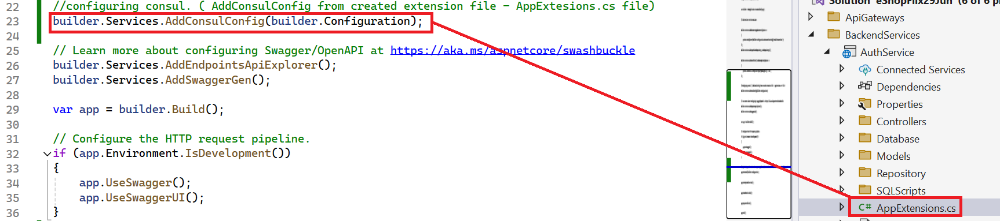 22 //configuring consul. ( AddConsulConfig from created extension file - AppExtesions.cs file)
23 builder.Services.AddConsulConfig(builder.Configuration);
24
25 // Learn more about configuring Swagger/OpenAPI at https://aka.ms/aspnetcore/swashbuckle
26 builder.Services.AddEndpointsApiExplorer();
27 builder.Services.AddSwaggerGen();
28
29 var app = builder.Build();
30
31 // Configure the HTTP request pipeline.
32 if (app.Environment.IsDevelopment())
33 {
34 app.UseSwagger();
35 app.UseSwaggerUI();
36 }
Solution 'eShopFlix29Jun' (6 of 6 p
ApiGateways
BackendServices
AuthService
Connected Services
Dependencies
Properties
Controllers
Database
Models
Repository
SQLScripts
C# AppExtensions.cs